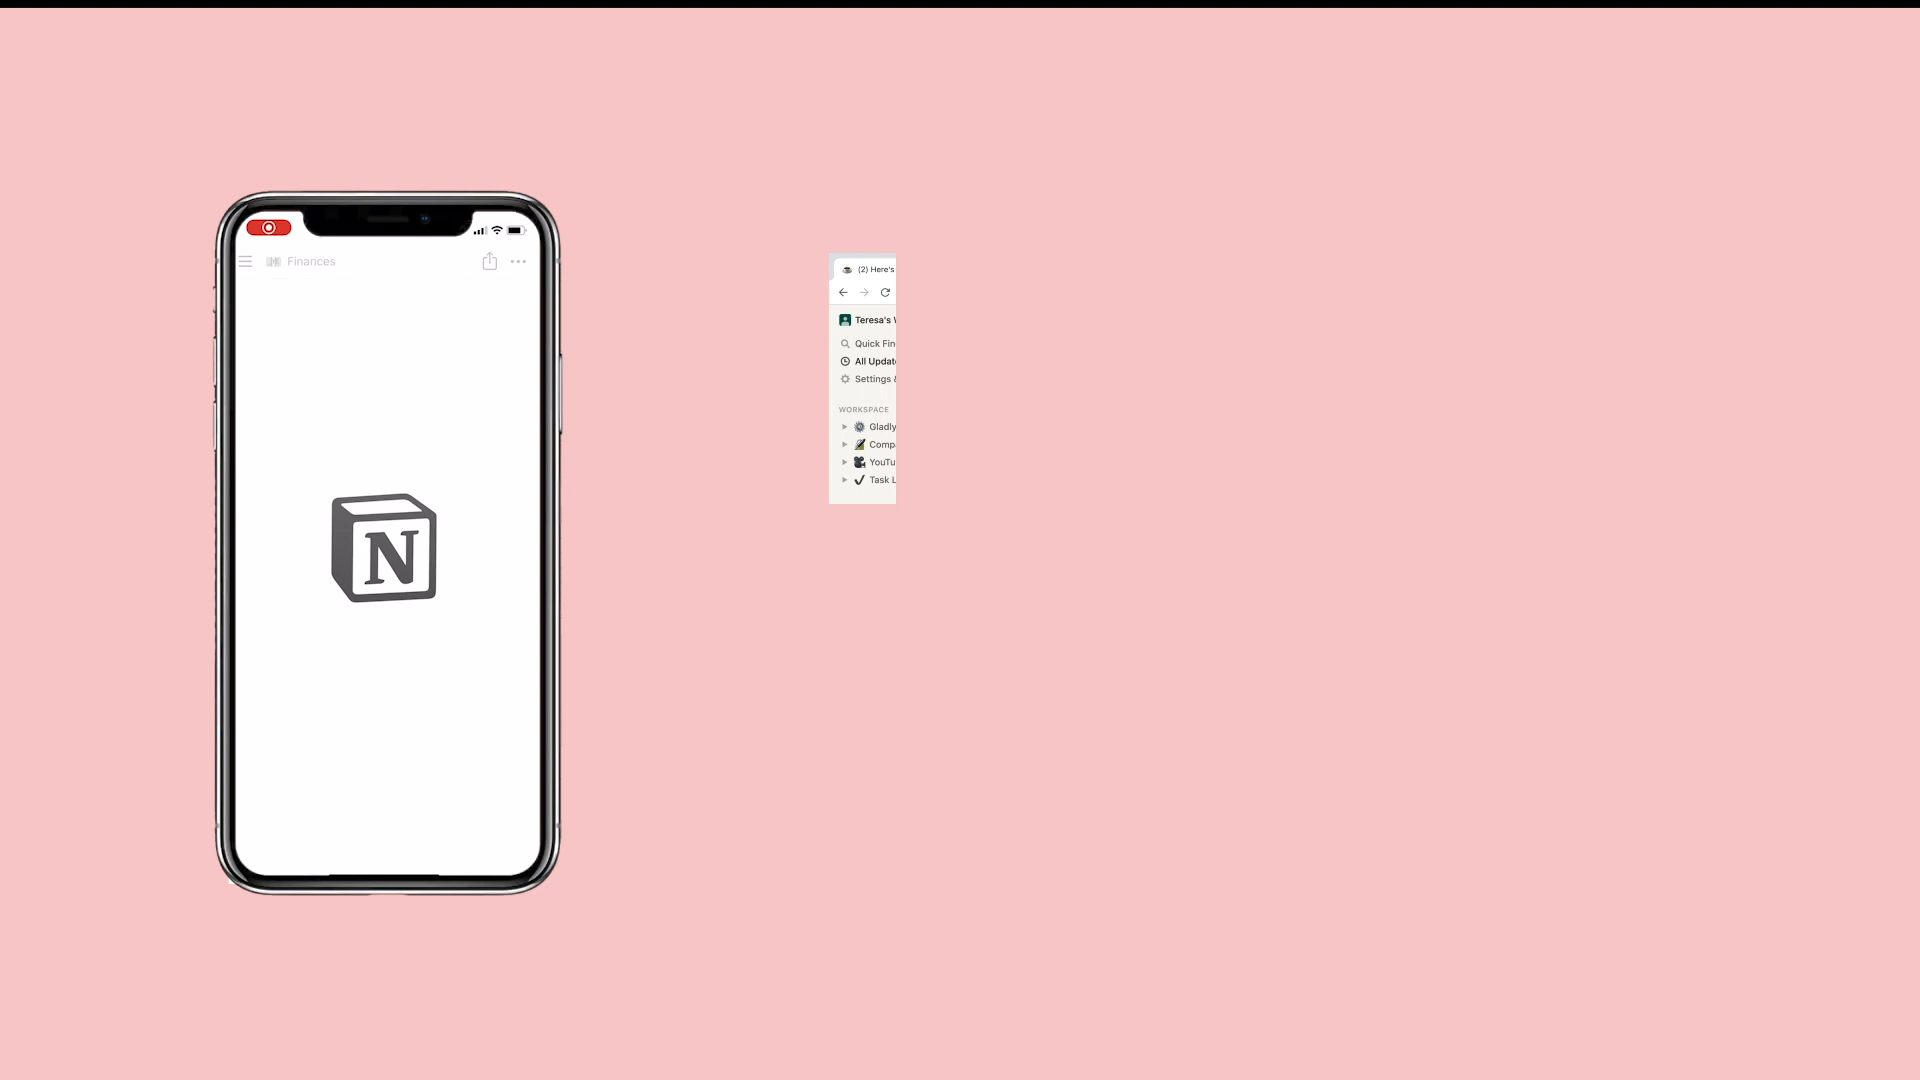 Finances
N
(2) Here's
Teresa's
Quick Fin
All Updat
Settings
WORKSPACE
Gladly
Comp
YouTu
Task L